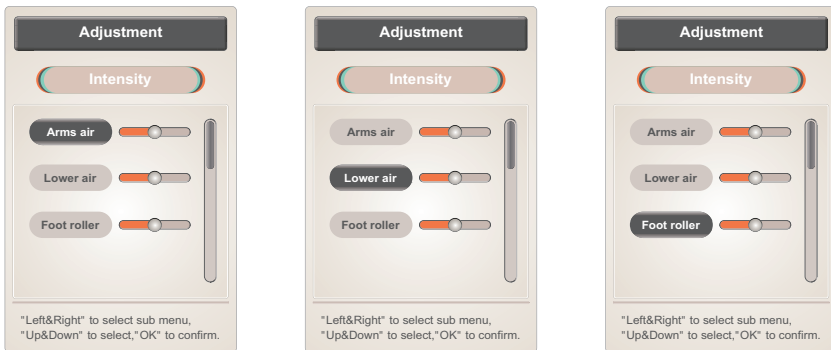 Adjustment
Intensity
Arms air
Lower air
Foot roller
"Left&Right" to select sub menu,
"Up&Down" to select,"OK" to confirm.
Adjustment
Intensity
Arms air
Lower air
Foot roller
"Left&Right" to select sub menu,
"Up&Down" to select,"OK" to confirm.
Adjustment
Intensity
Arms air
Lower air
Foot roller
"Left&Right" to select sub menu,
"Up&Down" to select,"OK" to confirm.